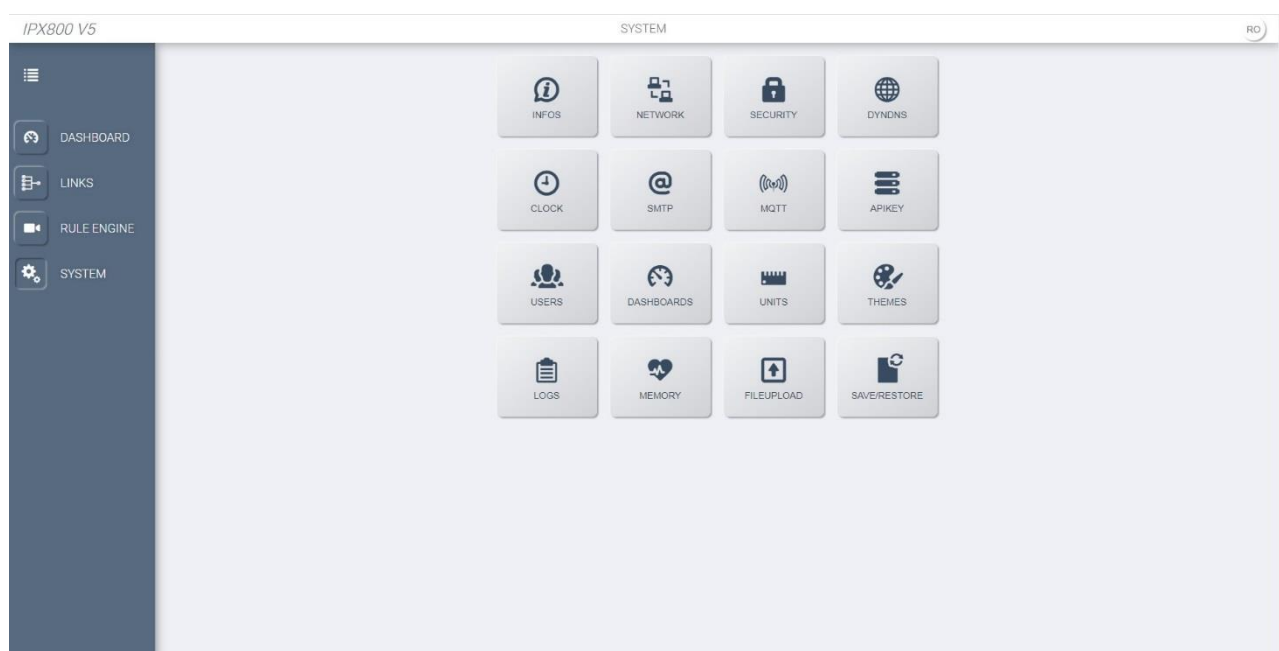 IPX800 V5
SYSTEM
RO
DASHBOARD
LINKS
RULE ENGINE
SYSTEM
INFOS
NETWORK
SECURITY
DYNDNS
CLOCK
SMTP
MQTT
APIKEY
USERS
DASHBOARDS
UNITS
THEMES
LOGS
MEMORY
FILEUPLOAD
SAVE/RESTORE